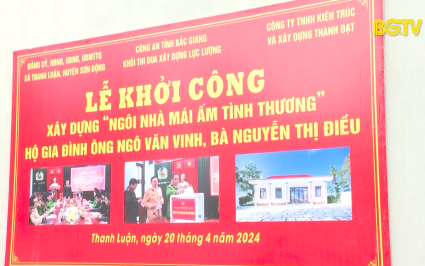 BGTV
ĐẢNG ỦY, HĐND, UBND, UBMTTQ
XÃ THANH LUẬN, HUYỆN SƠN ĐỘNG
CÔNG AN TỈNH BẮC GIANG
KHỐI THI ĐUA XÂY DỰNG LỰC LƯỢNG
CÔNG TY TNHH KIẾN TRÚC
VÀ XÂY DỰNG THÀNH ĐẠT
LỄ KHỞI CÔNG
XÂY DỰNG "NGÔI NHÀ MÁI ẤM TÌNH THƯƠNG"
HỘ GIA ĐÌNH ÔNG NGÔ VĂN VINH, BÀ NGUYỄN THỊ ĐIỀU
Thanh Luận, ngày 20 tháng 4 năm 2024